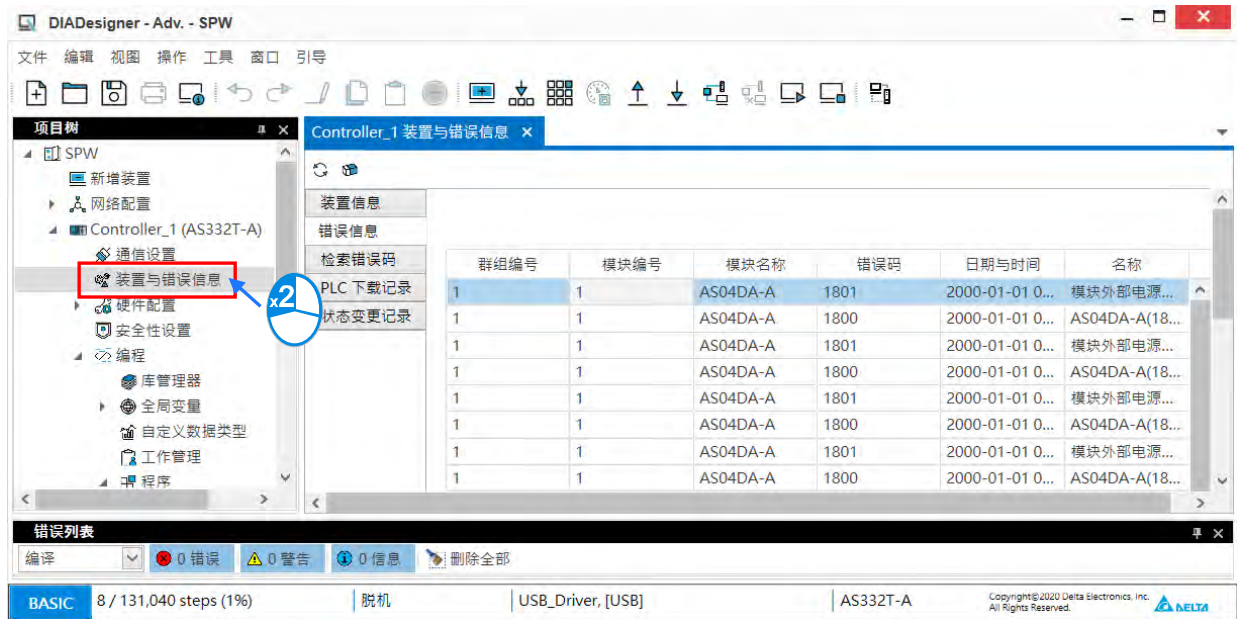 DIADesigner - Adv. - SPW
文件 编辑 视图 操作 工具 窗口 引导
项目树
SPW
新增装置
网络配置
Controller_1 (AS332T-A)
通信设置
装置与错误信息
硬件配置
安全性设置
编程
库管理器
全局变量
自定义数据类型
工作管理
程序
x2
Controller_1 装置与错误信息
装置信息
错误信息
检索错误码
PLC 下载记录
状态变更记录
群组编号 模块编号 模块名称 错误码 日期与时间 名称
1 1 AS04DA-A 1801 2000-01-01 0... 模块外部电源...
1 1 AS04DA-A 1800 2000-01-01 0... AS04DA-A(18...
1 1 AS04DA-A 1801 2000-01-01 0... 模块外部电源...
1 1 AS04DA-A 1800 2000-01-01 0... AS04DA-A(18...
1 1 AS04DA-A 1801 2000-01-01 0... 模块外部电源...
1 1 AS04DA-A 1800 2000-01-01 0... AS04DA-A(18...
1 1 AS04DA-A 1801 2000-01-01 0... 模块外部电源...
1 1 AS04DA-A 1800 2000-01-01 0... AS04DA-A(18...
错误列表
编译 0 错误 0 警告 0 信息 删除全部
BASIC 8 / 131,040 steps (1%) 脱机 USB_Driver, [USB] AS332T-A
Copyright©2020 Delta Electronics, Inc.
All Rights Reserved.
DELTA